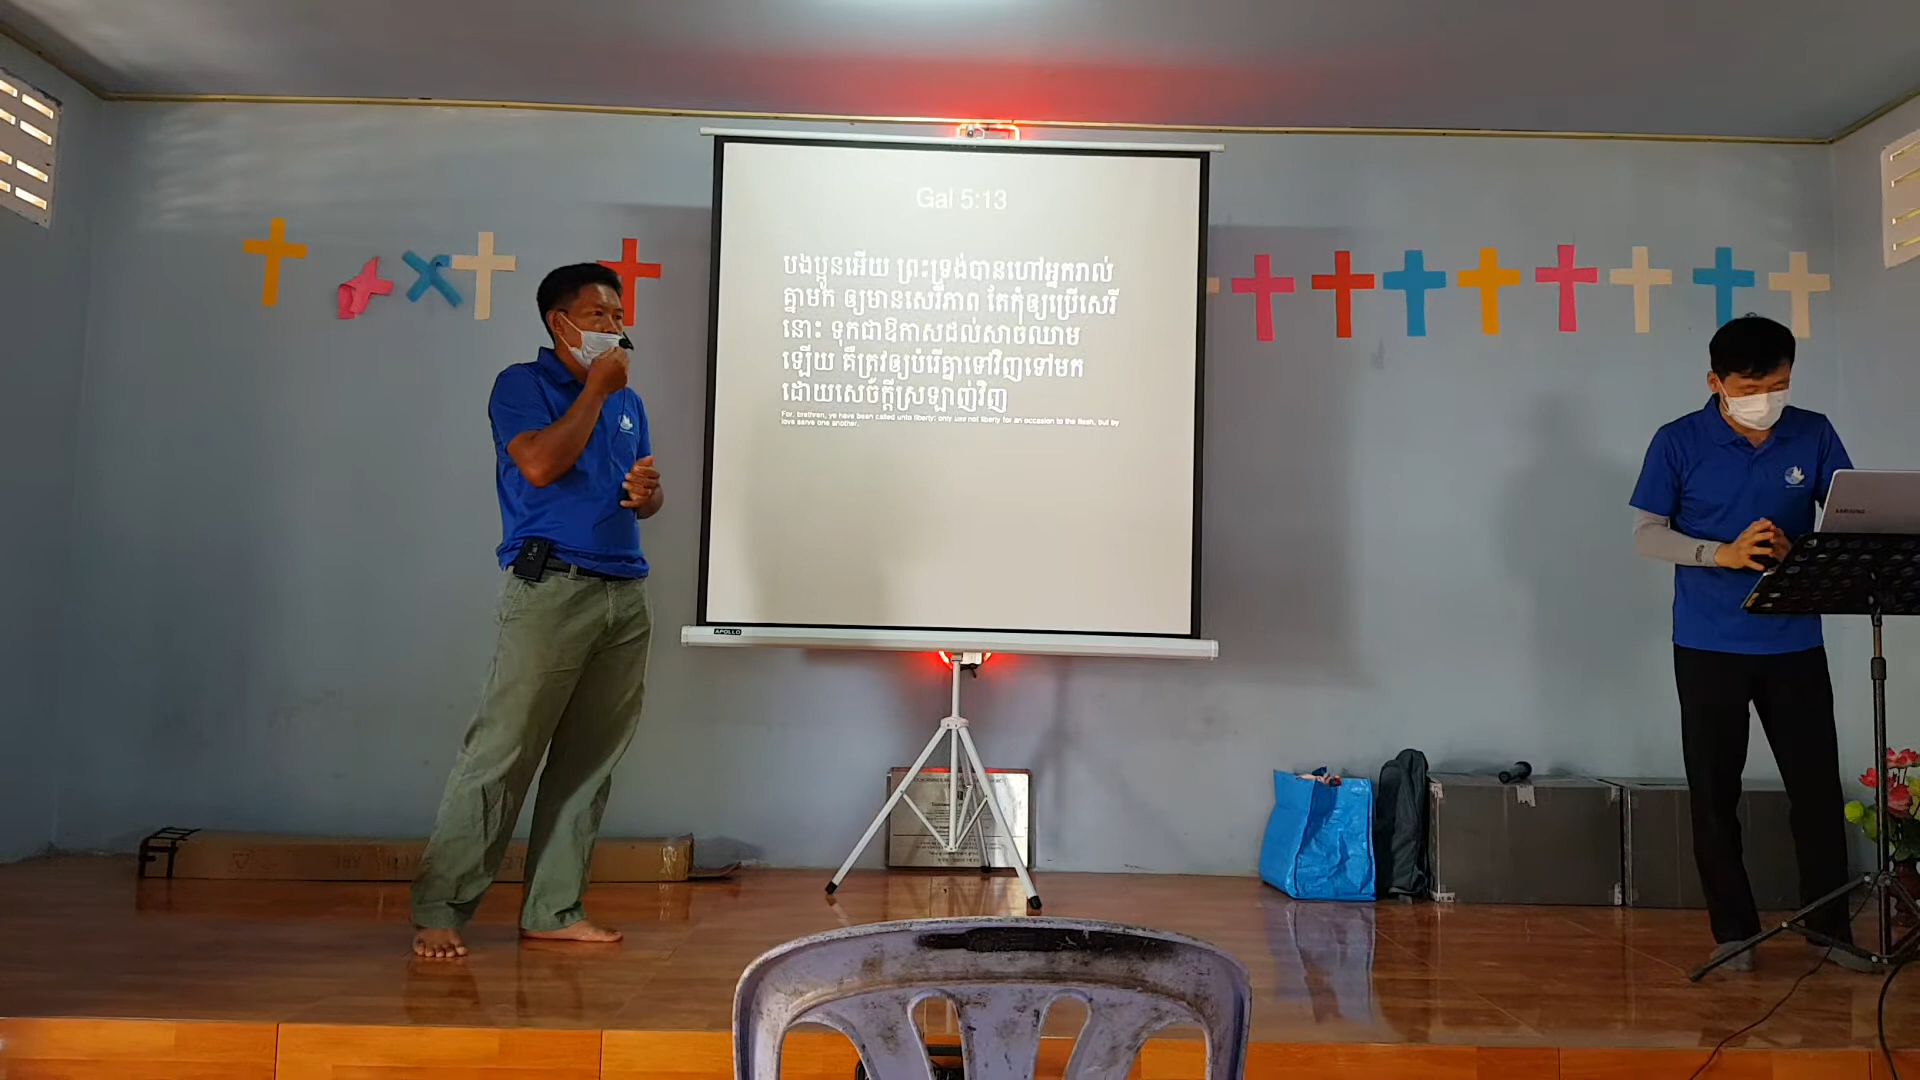 Gal 5:13
បងប្អូនអើយ ព្រះទ្រង់បានហៅអ្នករាល់
គ្នាមក ឲ្យមានសេរីភាព តែកុំឲ្យប្រើសេរី
នោះ ទុកជាឱកាសដល់សាច់ឈាម
ឡើយ គឺត្រូវឲ្យបំរើគ្នាទៅវិញទៅមក
ដោយសេចក្ដីស្រឡាញ់វិញ
For, brethren, ye have been called unto liberty; only use not liberty for an occasion to the flesh, but by
love serve one another.
APOLLO
SAMSUNG